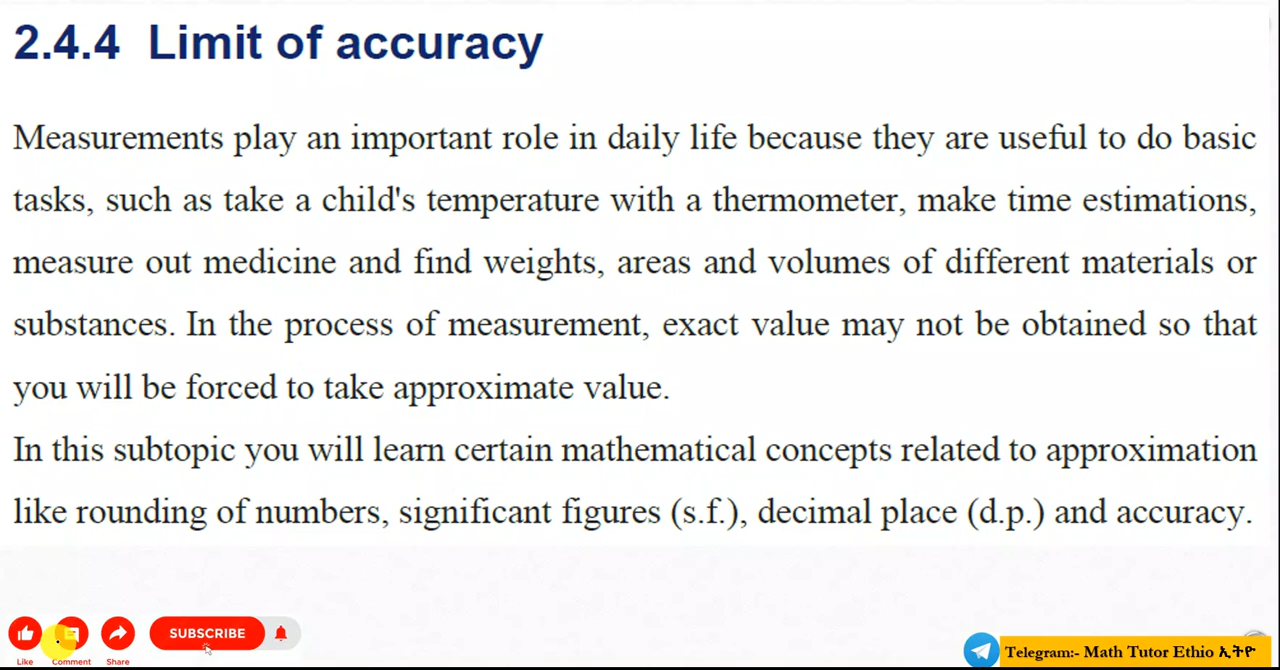 2.4.4 Limit of accuracy
Measurements play an important role in daily life because they are useful to do basic
tasks, such as take a child's temperature with a thermometer, make time estimations,
measure out medicine and find weights, areas and volumes of different materials or
substances. In the process of measurement, exact value may not be obtained so that
you will be forced to take approximate value.
In this subtopic you will learn certain mathematical concepts related to approximation
like rounding of numbers, significant figures (s.f.), decimal place (d.p.) and accuracy.
SUBSCRIBE
Like Comment Share
Telegram:- Math Tutor Ethio ኢትዮ